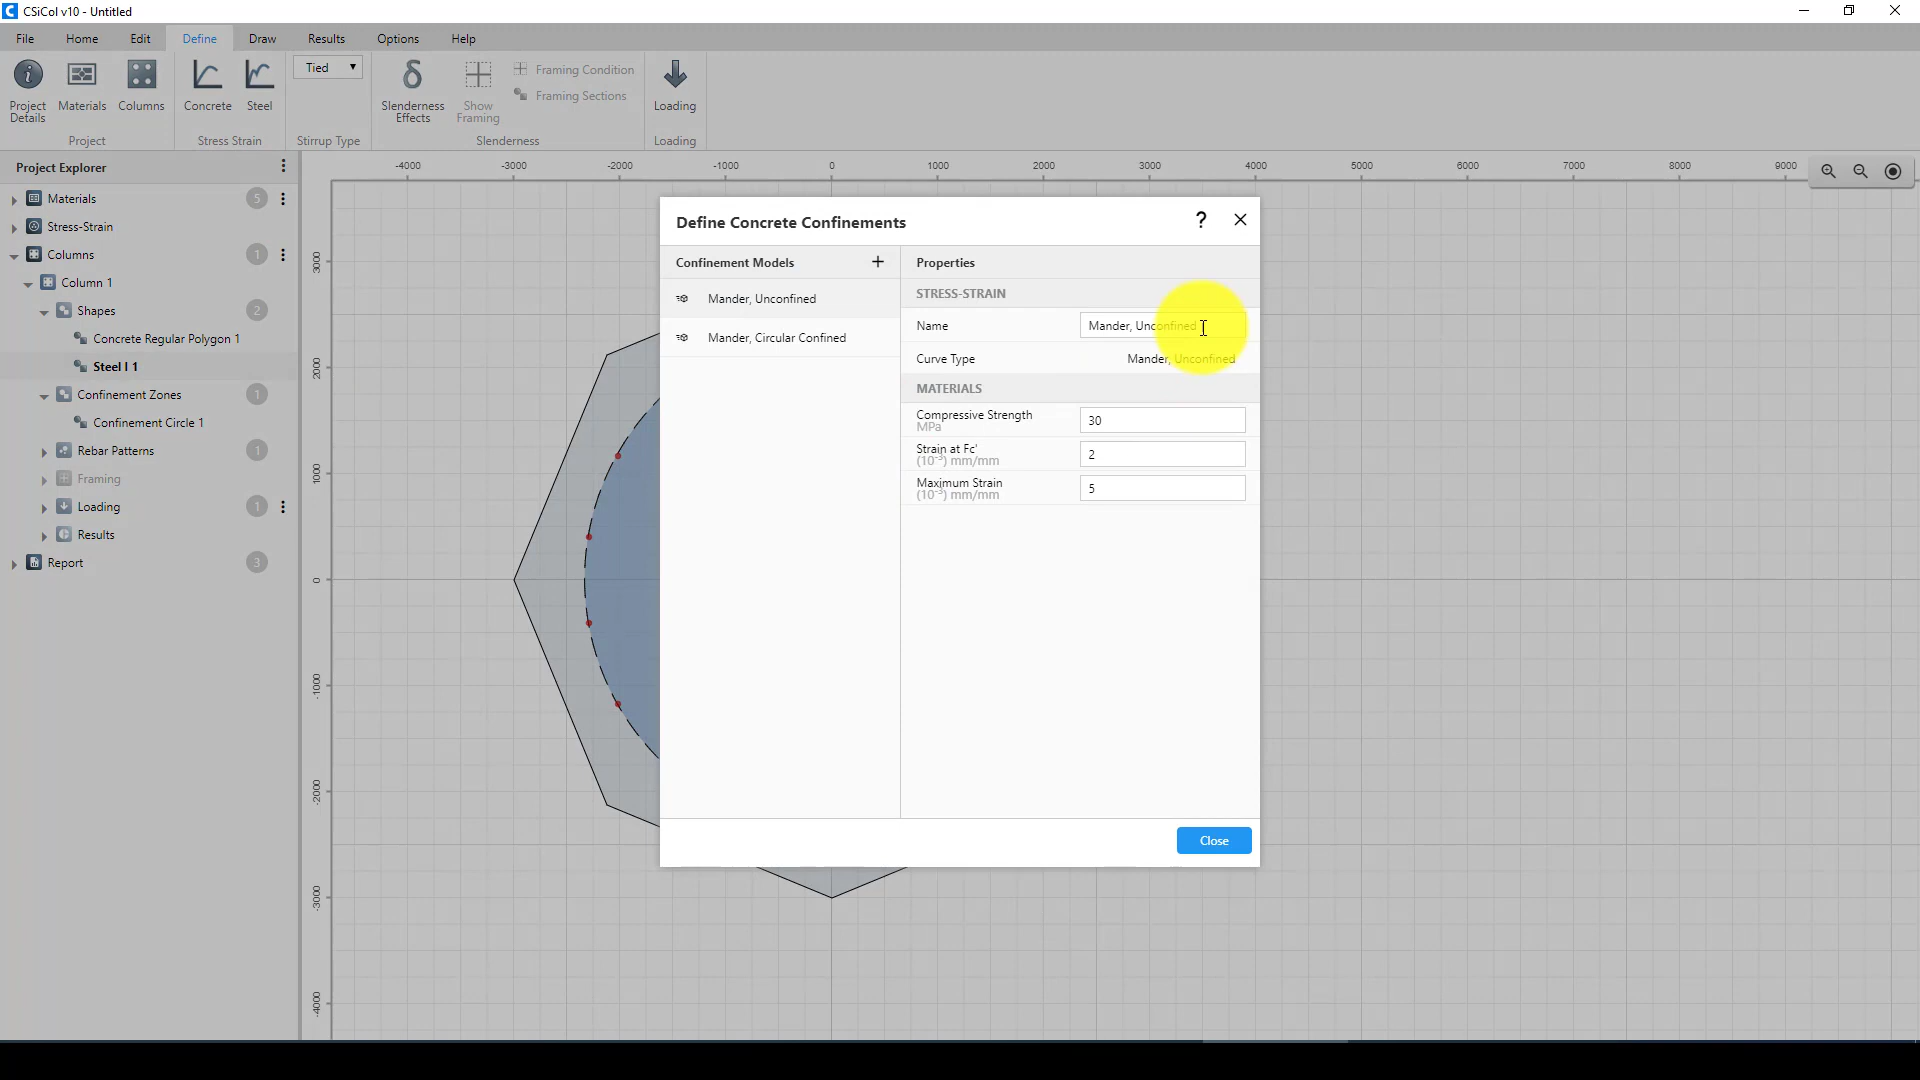 CSiCol v10 - Untitled
File Home Edit Define Draw Results Options Help
Project Details
Materials
Columns
Project
Concrete
Steel
Stress Strain
Tied
Stirrup Type
Slenderness Effects
Show Framing
Framing Condition
Framing Sections
Slenderness
Loading
Loading
Project Explorer
Materials 5
Stress-Strain
Columns 1
Column 1
Shapes 2
Concrete Regular Polygon 1
Steel I 1
Confinement Zones 1
Confinement Circle 1
Rebar Patterns 1
Framing
Loading 1
Results
Report 3
-4000 -3000 -2000 -1000 0 1000 2000 3000 4000 5000 6000 7000 8000 9000
3000
2000
1000
0
-1000
-2000
-3000
-4000
Define Concrete Confinements ?
Confinement Models +
Mander, Unconfined
Mander, Circular Confined
Properties
STRESS-STRAIN
Name Mander, Unconfined
Curve Type Mander, Unconfined
MATERIALS
Compressive Strength 30
MPa
Strain at Fc' 2
(10⁻³) mm/mm
Maximum Strain 5
(10⁻³) mm/mm
Close